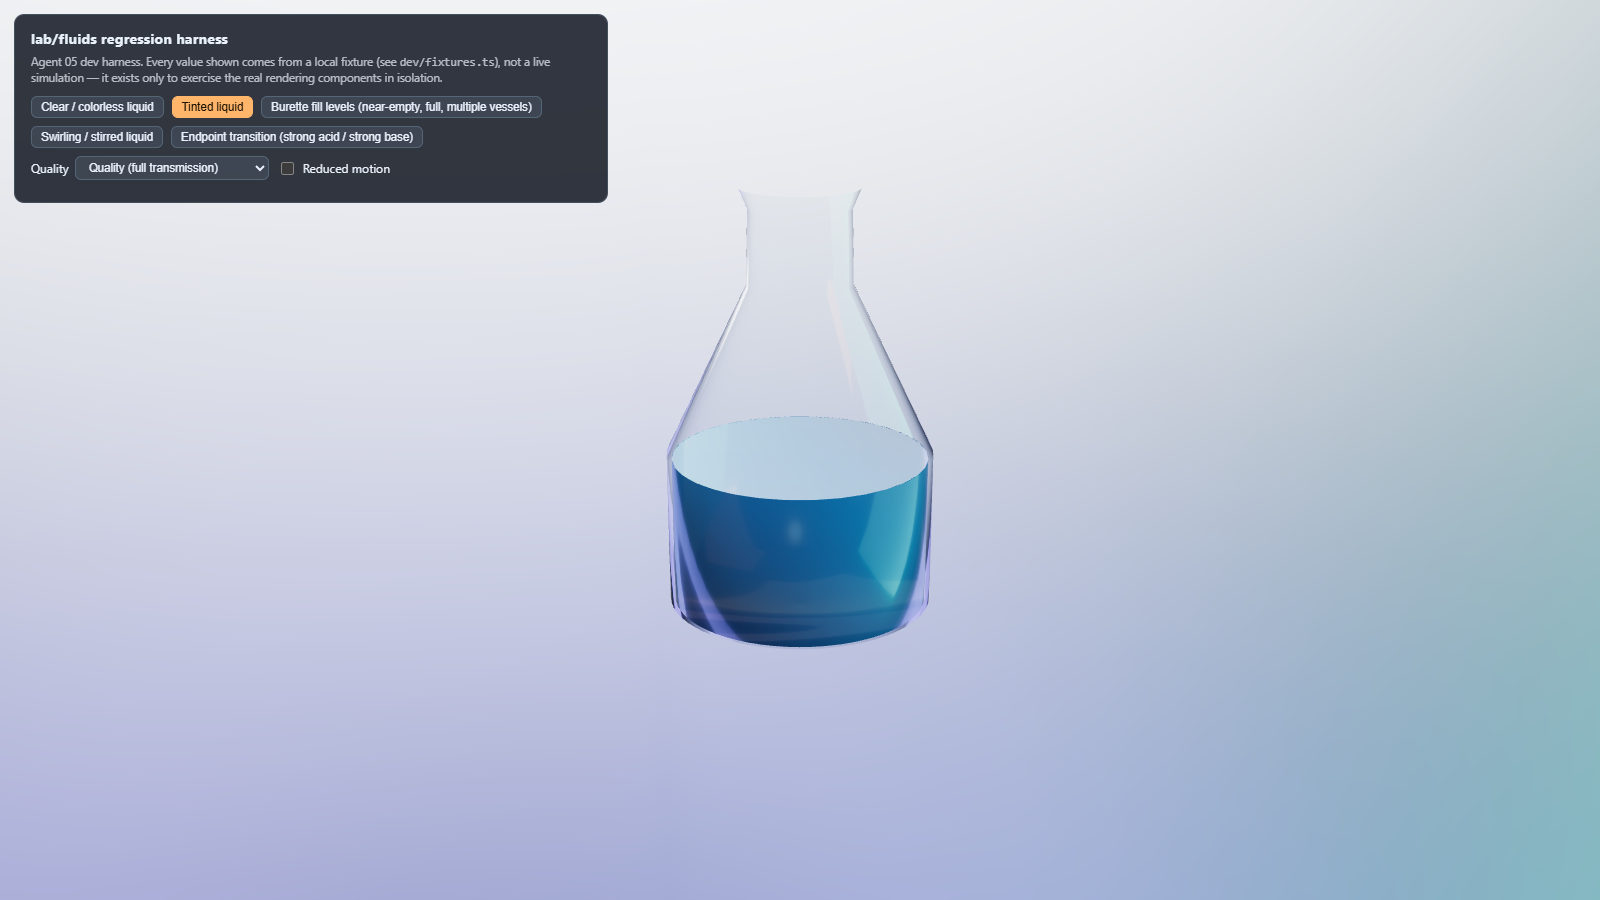 lab/fluids regression harness
Agent 05 dev harness. Every value shown comes from a local fixture (see dev/fixtures.ts), not a live
simulation — it exists only to exercise the real rendering components in isolation.
Clear / colorless liquid Tinted liquid Burette fill levels (near-empty, full, multiple vessels)
Swirling / stirred liquid Endpoint transition (strong acid / strong base)
Quality Quality (full transmission) Reduced motion